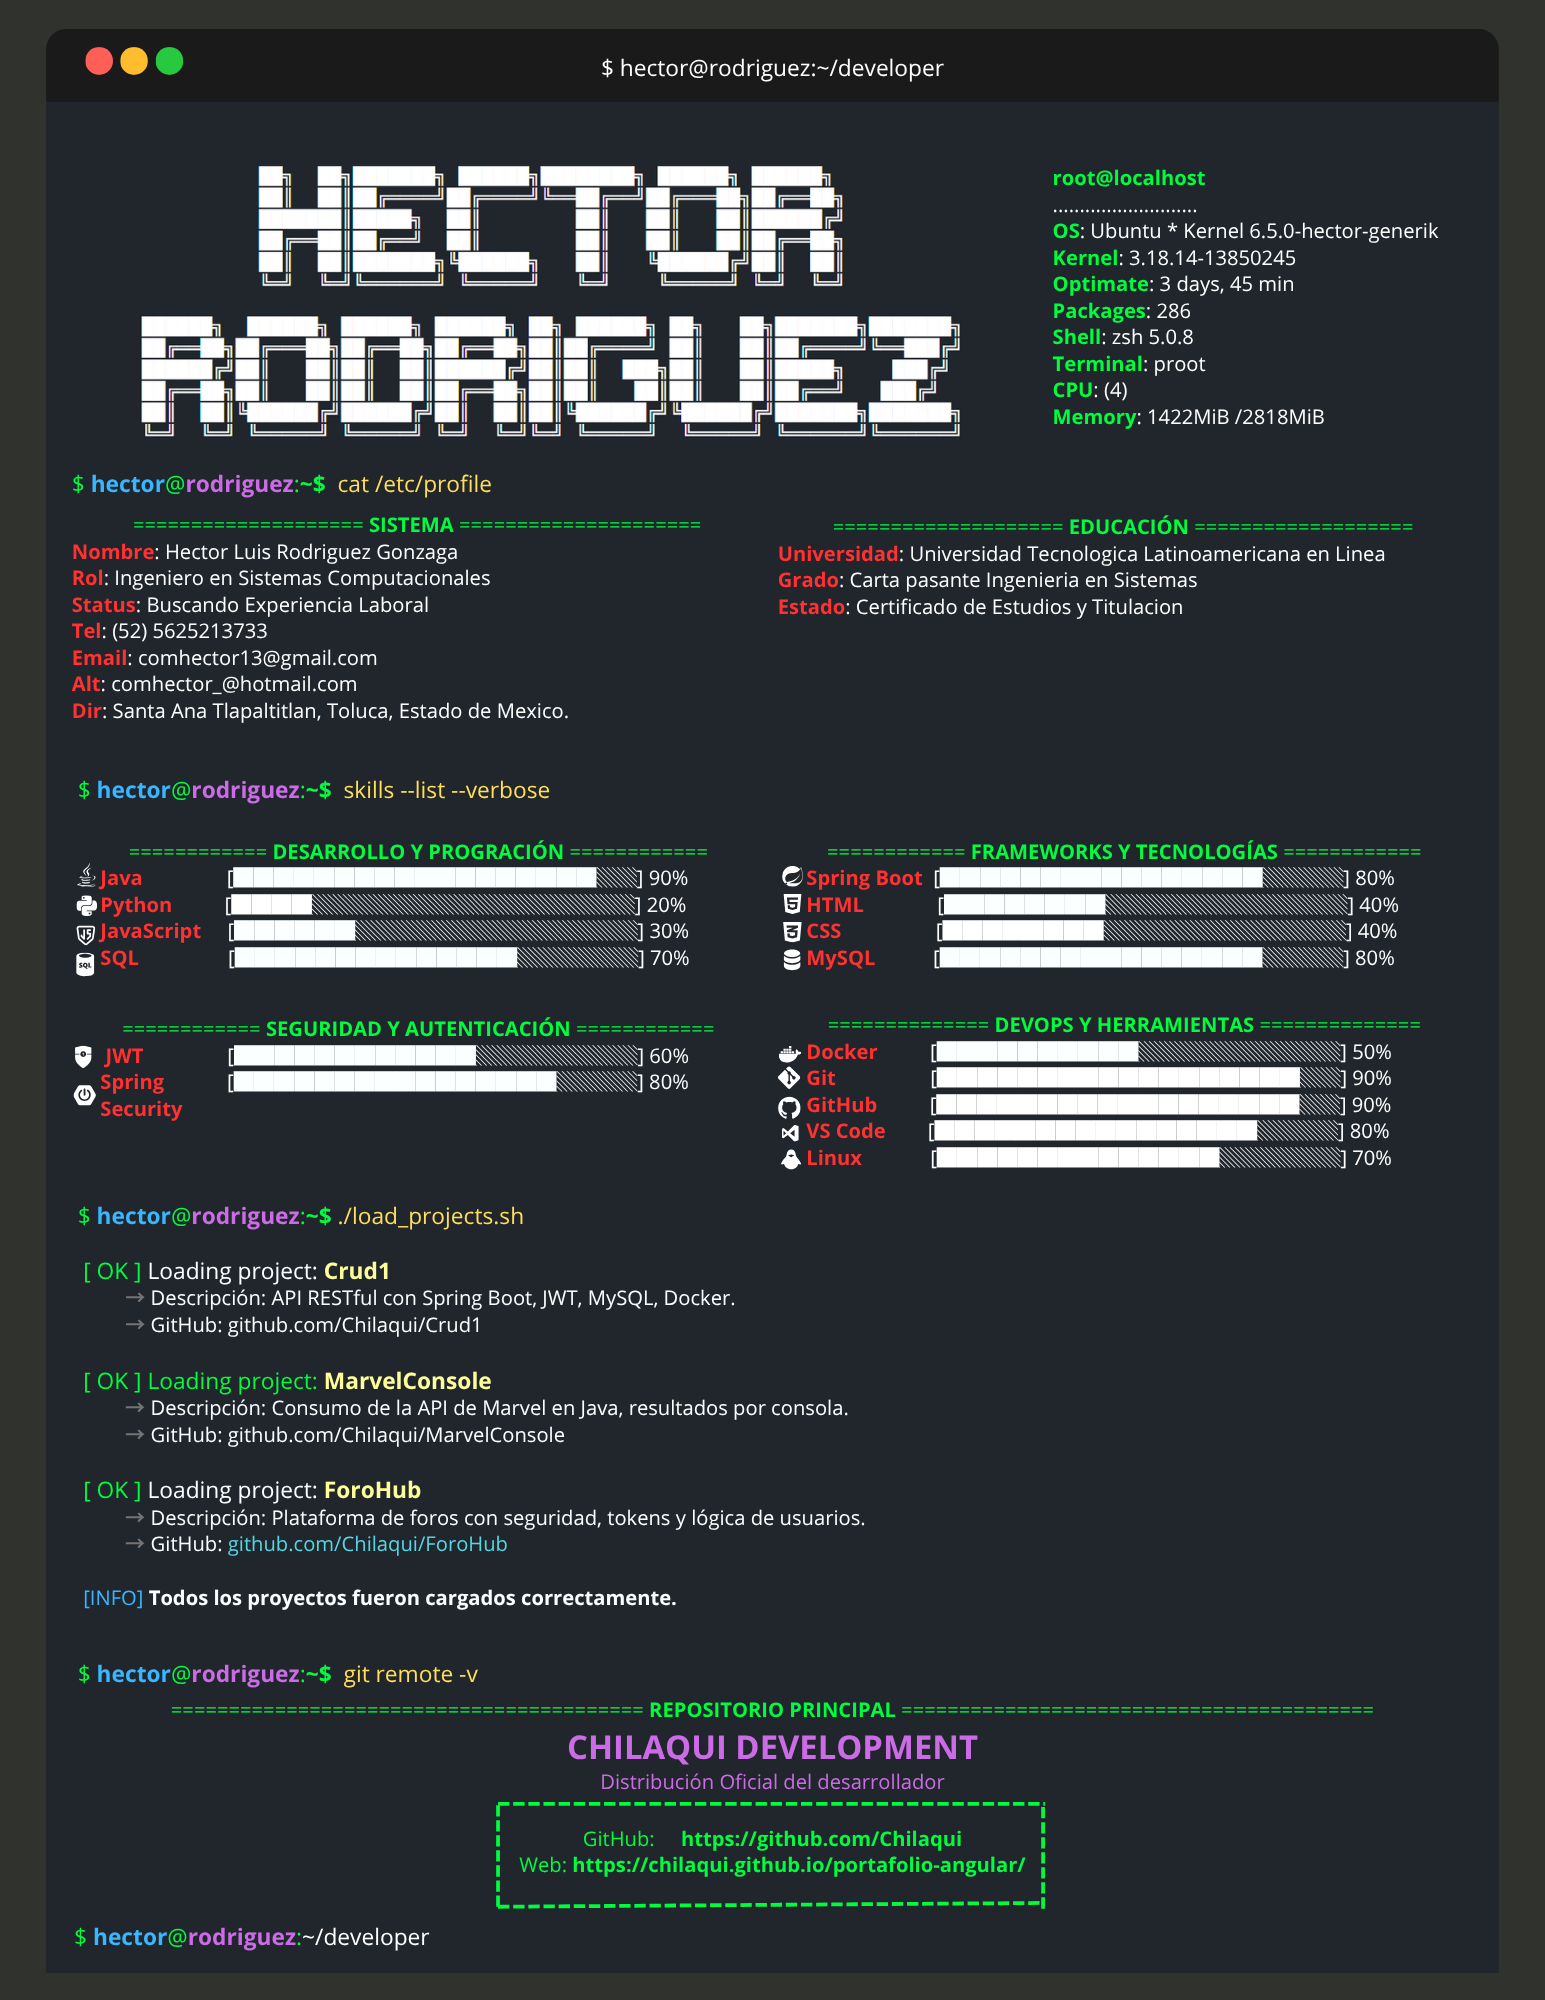 $ hector@rodriguez:~/developer
HECTOR
RODRIGUEZ
root@localhost
...........................
OS: Ubuntu * Kernel 6.5.0-hector-generik
Kernel: 3.18.14-13850245
Optimate: 3 days, 45 min
Packages: 286
Shell: zsh 5.0.8
Terminal: proot
CPU: (4)
Memory: 1422MiB /2818MiB
$ hector@rodriguez:~$ cat /etc/profile
==================== SISTEMA =====================
Nombre: Hector Luis Rodriguez Gonzaga
Rol: Ingeniero en Sistemas Computacionales
Status: Buscando Experiencia Laboral
Tel: (52) 5625213733
Email: comhector13@gmail.com
Alt: comhector_@hotmail.com
Dir: Santa Ana Tlapaltitlan, Toluca, Estado de Mexico.
==================== EDUCACIÓN ===================
Universidad: Universidad Tecnologica Latinoamericana en Linea
Grado: Carta pasante Ingenieria en Sistemas
Estado: Certificado de Estudios y Titulacion
$ hector@rodriguez:~$ skills --list --verbose
============ DESARROLLO Y PROGRACIÓN ============
Java [] 90%
Python [] 20%
JavaScript [] 30%
SQL [] 70%
============ FRAMEWORKS Y TECNOLOGÍAS ============
Spring Boot [] 80%
HTML [] 40%
CSS [] 40%
MySQL [] 80%
============ SEGURIDAD Y AUTENTICACIÓN ============
JWT [] 60%
Spring [] 80%
Security
============== DEVOPS Y HERRAMIENTAS ==============
Docker [] 50%
Git [] 90%
GitHub [] 90%
VS Code [] 80%
Linux [] 70%
$ hector@rodriguez:~$ ./load_projects.sh
[ OK ] Loading project: Crud1
→ Descripción: API RESTful con Spring Boot, JWT, MySQL, Docker.
→ GitHub: github.com/Chilaqui/Crud1
[ OK ] Loading project: MarvelConsole
→ Descripción: Consumo de la API de Marvel en Java, resultados por consola.
→ GitHub: github.com/Chilaqui/MarvelConsole
[ OK ] Loading project: ForoHub
→ Descripción: Plataforma de foros con seguridad, tokens y lógica de usuarios.
→ GitHub: github.com/Chilaqui/ForoHub
[INFO] Todos los proyectos fueron cargados correctamente.
$ hector@rodriguez:~$ git remote -v
========================================= REPOSITORIO PRINCIPAL =========================================
CHILAQUI DEVELOPMENT
Distribución Oficial del desarrollador
GitHub: https://github.com/Chilaqui
Web: https://chilaqui.github.io/portafolio-angular/
$ hector@rodriguez:~/developer